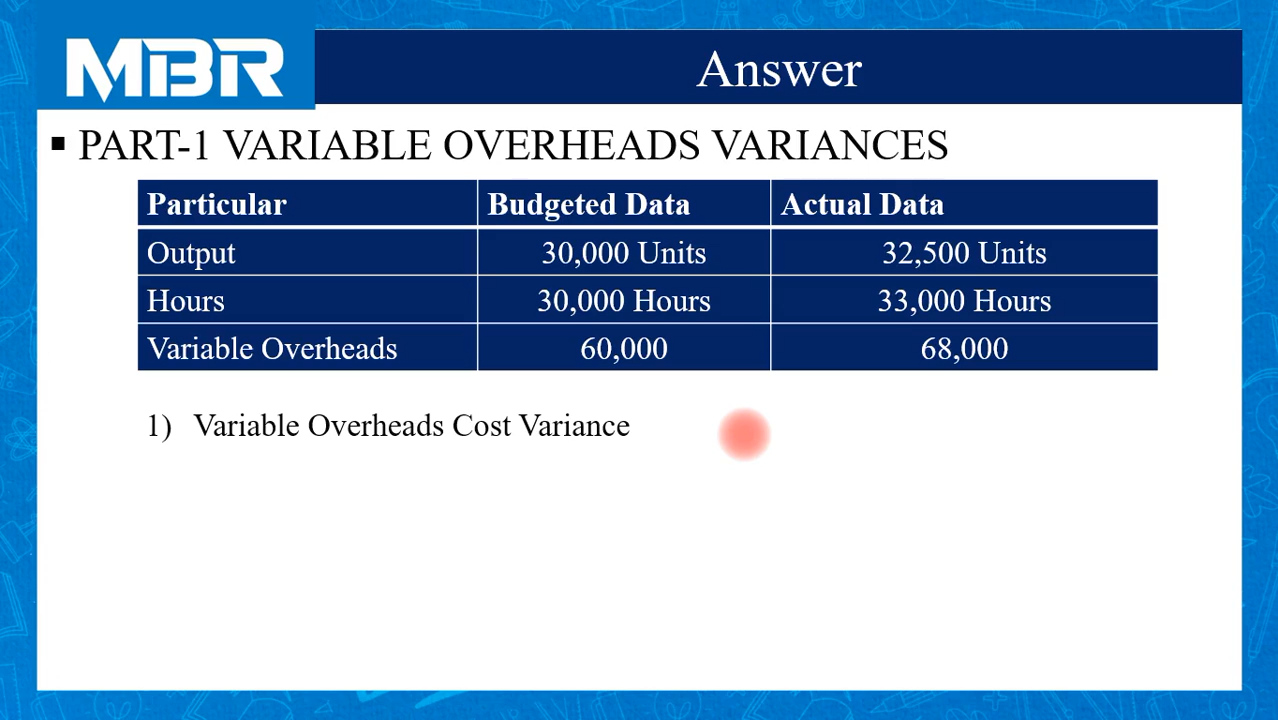 MBR
Answer
▪ PART-1 VARIABLE OVERHEADS VARIANCES
Particular Budgeted Data Actual Data
Output 30,000 Units 32,500 Units
Hours 30,000 Hours 33,000 Hours
Variable Overheads 60,000 68,000
1) Variable Overheads Cost Variance